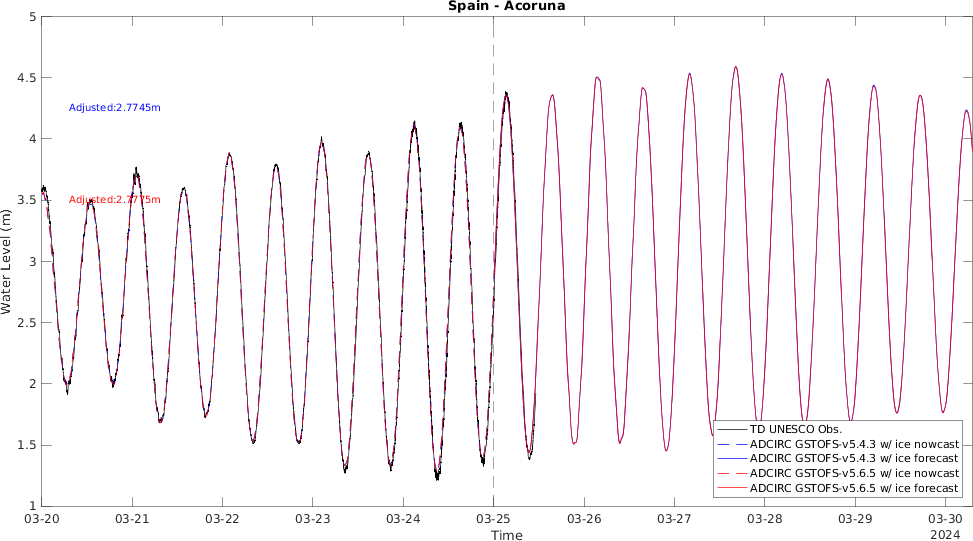 Spain - Acoruna
5
4.5
4
3.5
3
2.5
2
1.5
1
Water Level (m)
Adjusted:2.7745m
Adjusted:2.7775m
TD UNESCO Obs.
ADCIRC GSTOFS-v5.4.3 w/ ice nowcast
ADCIRC GSTOFS-v5.4.3 w/ ice forecast
ADCIRC GSTOFS-v5.6.5 w/ ice nowcast
ADCIRC GSTOFS-v5.6.5 w/ ice forecast
03-20 03-21 03-22 03-23 03-24 03-25 03-26 03-27 03-28 03-29 03-30
Time
2024